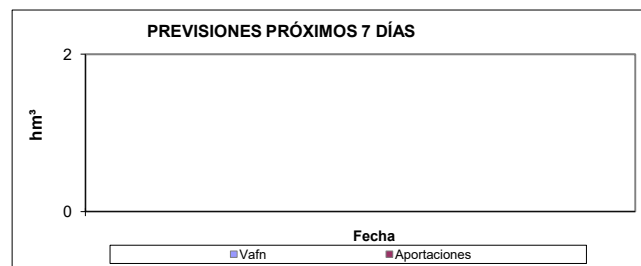 PREVISIONES PRÓXIMOS 7 DÍAS
2
hm³
0
Fecha
Vafn Aportaciones